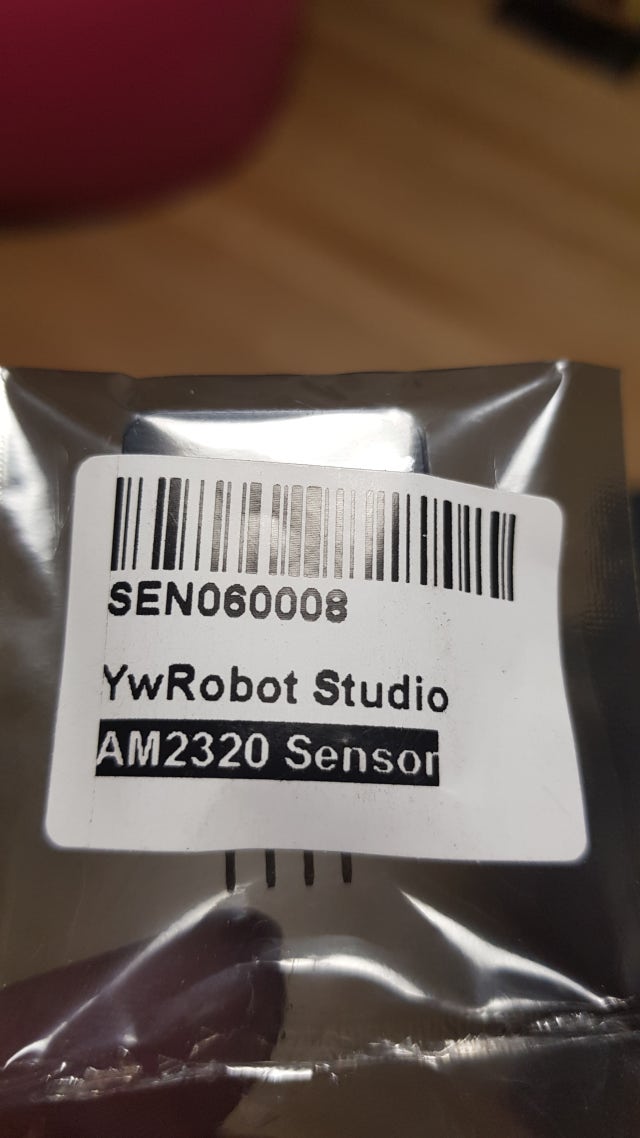 SEN060008
YwRobot Studio
AM2320 Sensor